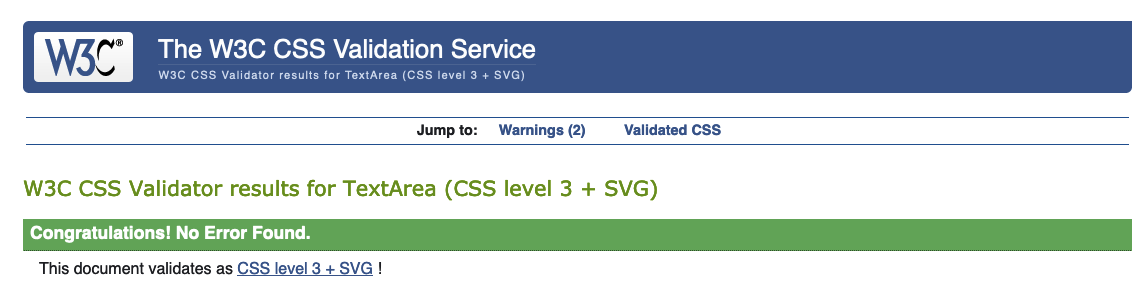 W3C®
The W3C CSS Validation Service
W3C CSS Validator results for TextArea (CSS level 3 + SVG)
Jump to: Warnings (2) Validated CSS
W3C CSS Validator results for TextArea (CSS level 3 + SVG)
Congratulations! No Error Found.
This document validates as CSS level 3 + SVG !